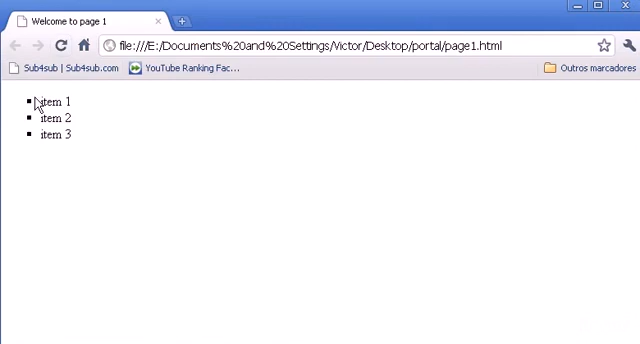 Welcome to page 1
file:///E:/Documents%20and%20Settings/Victor/Desktop/portal/page1.html
Sub4sub | Sub4sub.com
YouTube Ranking Fac...
Outros marcadores
item 1
item 2
item 3